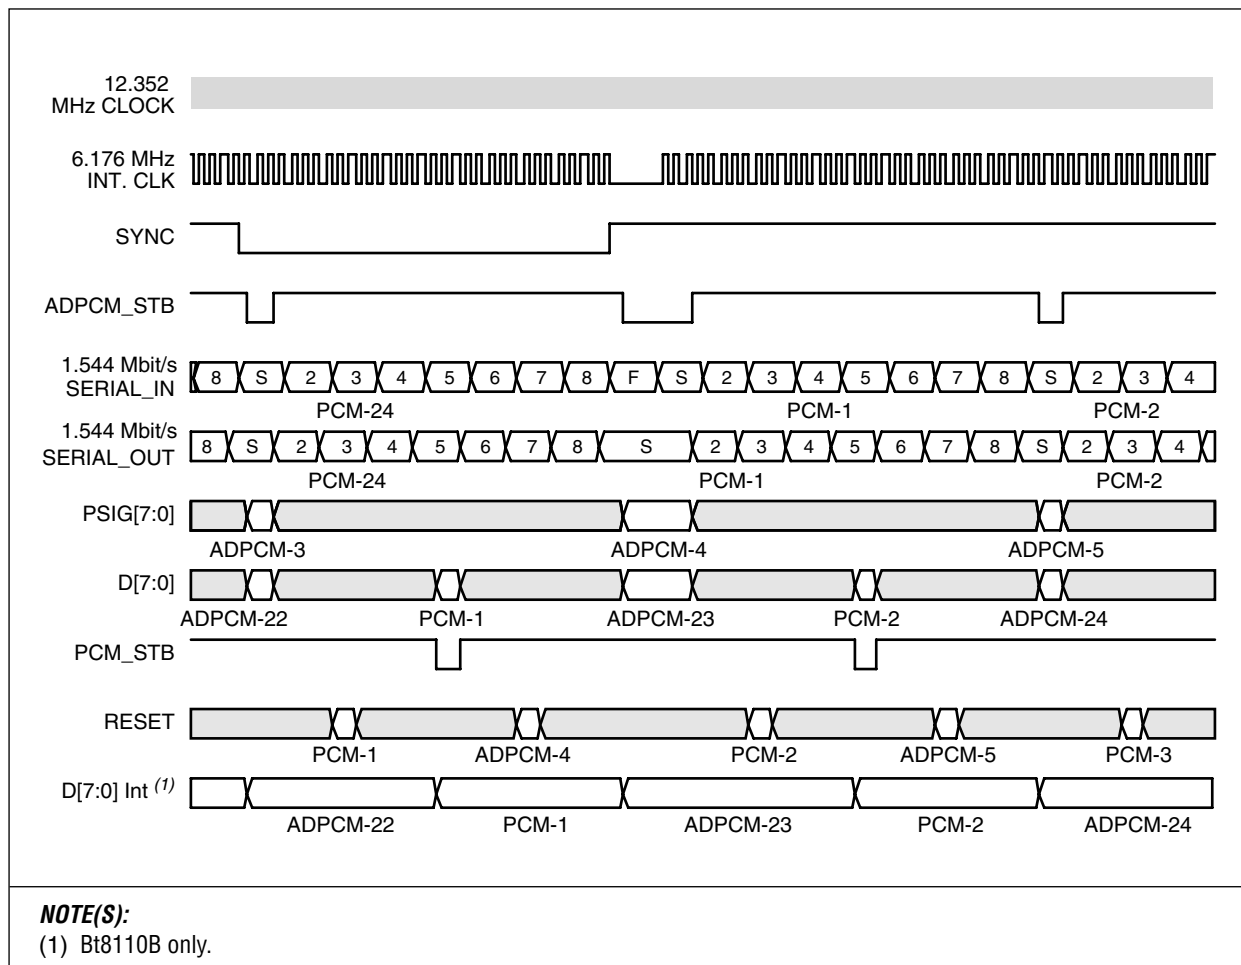 12.352
MHz CLOCK
6.176 MHz
INT. CLK
SYNC
ADPCM_STB
1.544 Mbit/s
SERIAL_IN
8 S 2 3 4 5 6 7 8 F S 2 3 4 5 6 7 8 S 2 3 4
PCM-24 PCM-1 PCM-2
1.544 Mbit/s
SERIAL_OUT
8 S 2 3 4 5 6 7 8 S 2 3 4 5 6 7 8 S 2 3 4
PCM-24 PCM-1 PCM-2
PSIG[7:0]
ADPCM-3 ADPCM-4 ADPCM-5
D[7:0]
ADPCM-22 PCM-1 ADPCM-23 PCM-2 ADPCM-24
PCM_STB
RESET
PCM-1 ADPCM-4 PCM-2 ADPCM-5 PCM-3
D[7:0] Int (1)
ADPCM-22 PCM-1 ADPCM-23 PCM-2 ADPCM-24
NOTE(S):
(1) Bt8110B only.